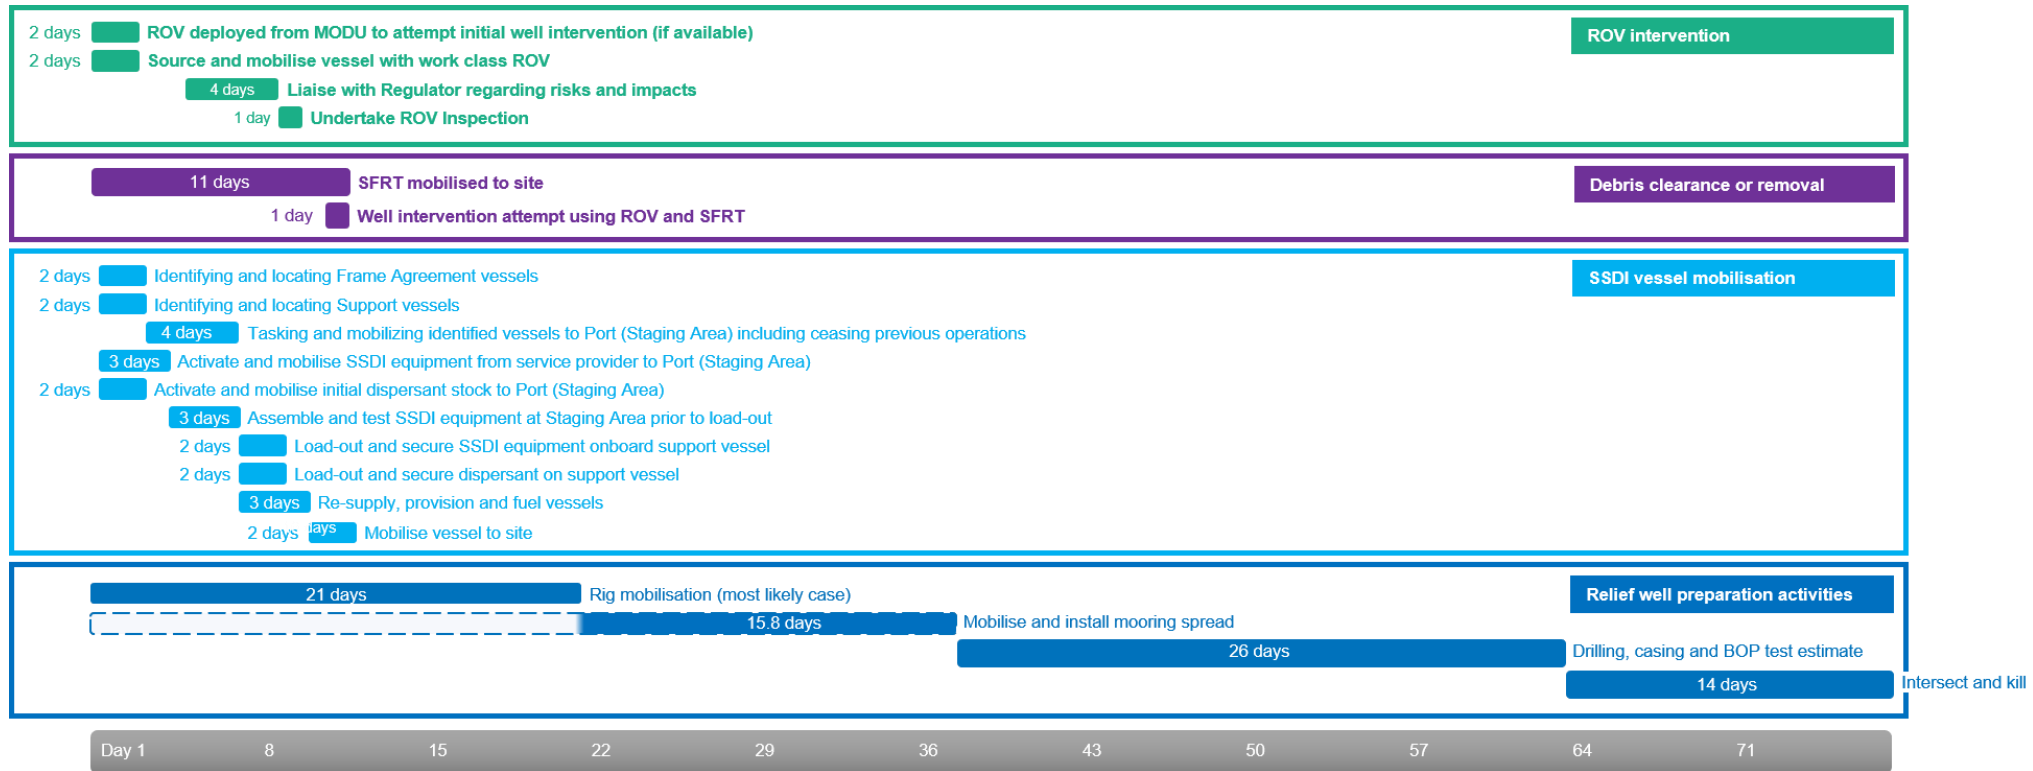 2 days ROV deployed from MODU to attempt initial well intervention (if available)
ROV intervention
2 days Source and mobilise vessel with work class ROV
4 days Liaise with Regulator regarding risks and impacts
1 day Undertake ROV Inspection
11 days SFRT mobilised to site
Debris clearance or removal
1 day Well intervention attempt using ROV and SFRT
2 days Identifying and locating Frame Agreement vessels
SSDI vessel mobilisation
2 days Identifying and locating Support vessels
4 days Tasking and mobilizing identified vessels to Port (Staging Area) including ceasing previous operations
3 days Activate and mobilise SSDI equipment from service provider to Port (Staging Area)
2 days Activate and mobilise initial dispersant stock to Port (Staging Area)
3 days Assemble and test SSDI equipment at Staging Area prior to load-out
2 days Load-out and secure SSDI equipment onboard support vessel
2 days Load-out and secure dispersant on support vessel
3 days Re-supply, provision and fuel vessels
2 days Mobilise vessel to site
21 days Rig mobilisation (most likely case)
Relief well preparation activities
15.8 days Mobilise and install mooring spread
26 days Drilling, casing and BOP test estimate
14 days Intersect and kill
Day 1 8 15 22 29 36 43 50 57 64 71